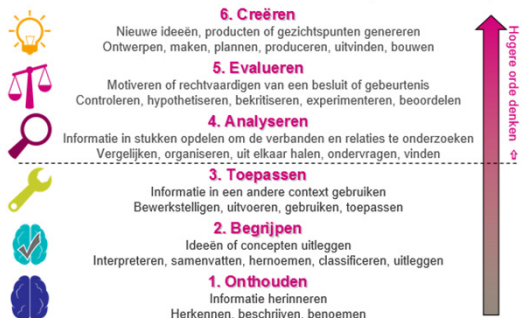 6. Creëren
Nieuwe ideeën, producten of gezichtspunten genereren
Ontwerpen, maken, plannen, produceren, uitvinden, bouwen
5. Evalueren
Motiveren of rechtvaardigen van een besluit of gebeurtenis
Controleren, hypothetiseren, bekritiseren, experimenteren, beoordelen
4. Analyseren
Informatie in stukken opdelen om de verbanden en relaties te onderzoeken
Vergelijken, organiseren, uit elkaar halen, ondervragen, vinden
3. Toepassen
Informatie in een andere context gebruiken
Bewerkstelligen, uitvoeren, gebruiken, toepassen
2. Begrijpen
Ideeën of concepten uitleggen
Interpreteren, samenvatten, hernoemen, classificeren, uitleggen
1. Onthouden
Informatie herinneren
Herkennen, beschrijven, benoemen
Hogere orde denken